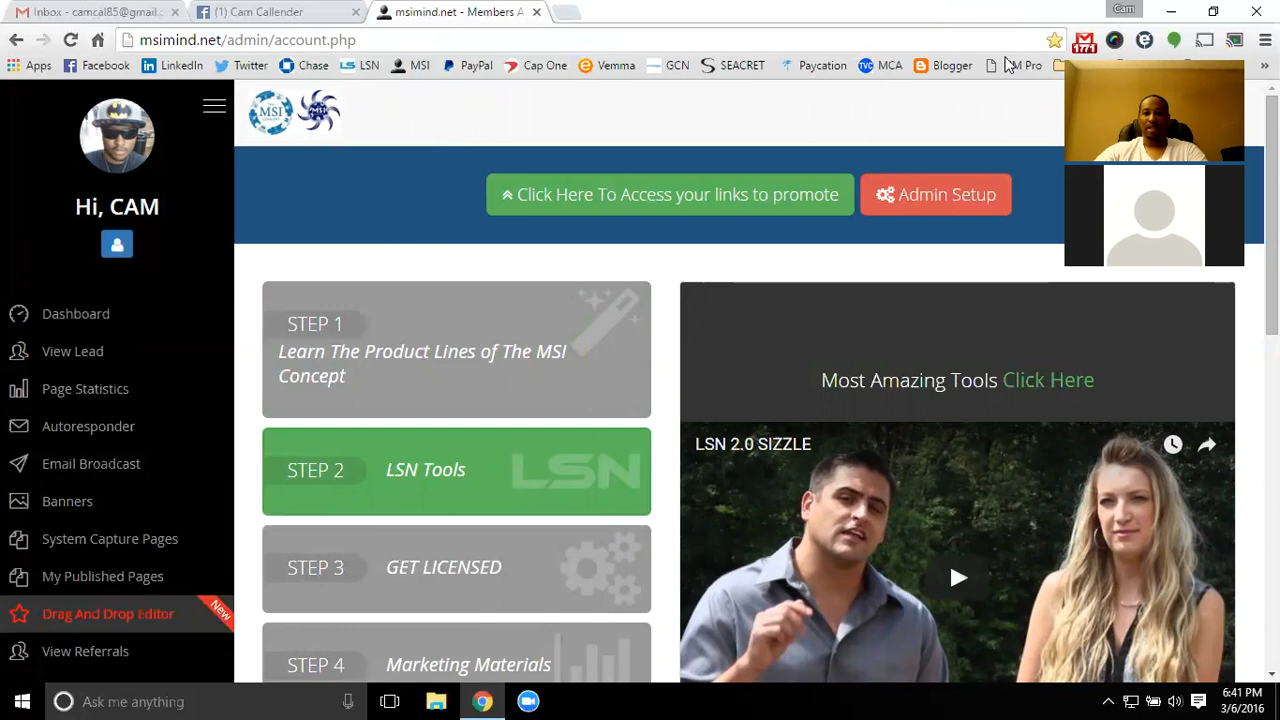 Inbox - camcal85@gmail.
(1) Cam Callender
msimind.net - Members A
Cam
msimind.net/admin/account.php
1771
Apps
Facebook
LinkedIn
Twitter
Chase
LSN
MSI
PayPal
Cap One
Vemma
GCN
SEACRET
Paycation
MCA
Blogger
M Pro
Hi, CAM
MSI
Click Here To Access your links to promote
Admin Setup
Dashboard
View Lead
Page Statistics
Autoresponder
Email Broadcast
Banners
System Capture Pages
My Published Pages
Drag And Drop Editor
New
View Referrals
STEP 1
Learn The Product Lines of The MSI
Concept
STEP 2
LSN Tools
LSN
STEP 3
GET LICENSED
STEP 4
Marketing Materials
Most Amazing Tools Click Here
LSN 2.0 SIZZLE
Ask me anything
6:41 PM
3/6/2016